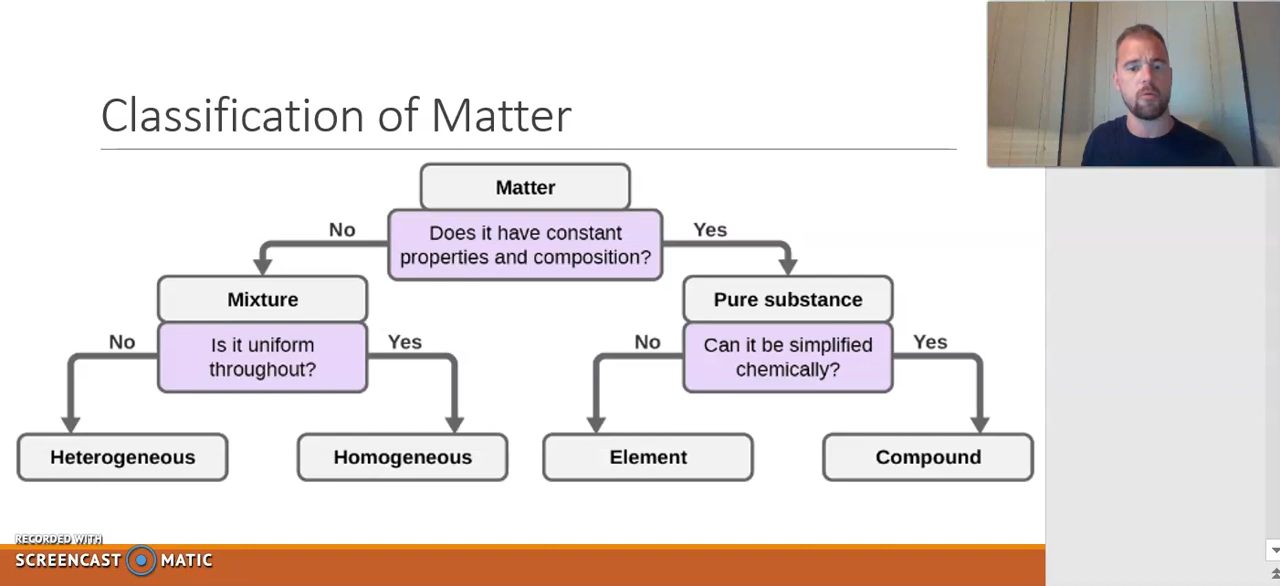 Classification of Matter
Matter
No
Does it have constant
properties and composition?
Yes
Mixture
Pure substance
No
Is it uniform
throughout?
Yes
No
Can it be simplified
chemically?
Yes
Heterogeneous
Homogeneous
Element
Compound
RECORDED WITH
SCREENCAST MATIC